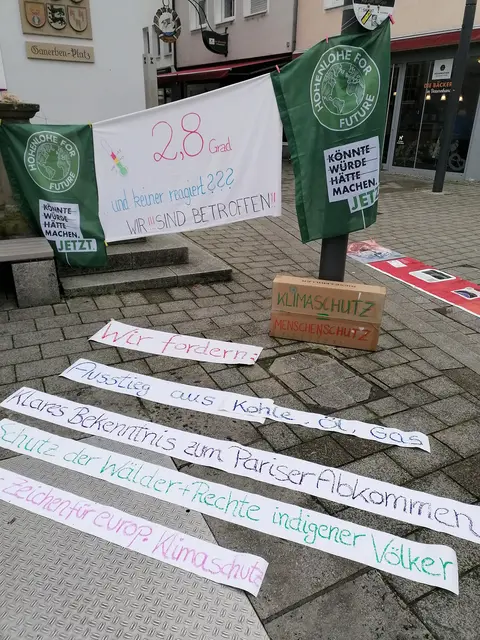 Ganerben-Platz
HOHENLOHE FOR FUTURE
KÖNNTE
WÜRDE
HÄTTE
MACHEN.
JETZT
2,8 Grad
und keiner reagiert???
WIR!!! SIND BETROFFEN!!
HOHENLOHE FOR FUTURE
KÖNNTE
WÜRDE
HÄTTE
MACHEN.
JETZT
KLIMASCHUTZ
=
MENSCHENSCHUTZ
Wir fordern:
Ausstieg aus Kohle, Öl, Gas
Klares Bekenntnis zum Pariser Abkommen
Schutz der Wälder + Rechte indigener Völker
Zeichen für europ. Klimaschutz